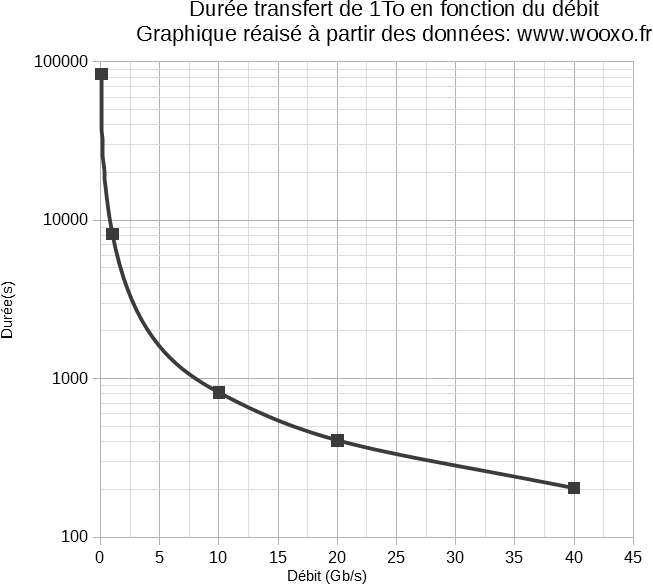 Durée transfert de 1To en fonction du débit
Graphique réaisé à partir des données: www.wooxo.fr
100000
10000
1000
100
Durée(s)
0 5 10 15 20 25 30 35 40 45
Débit (Gb/s)